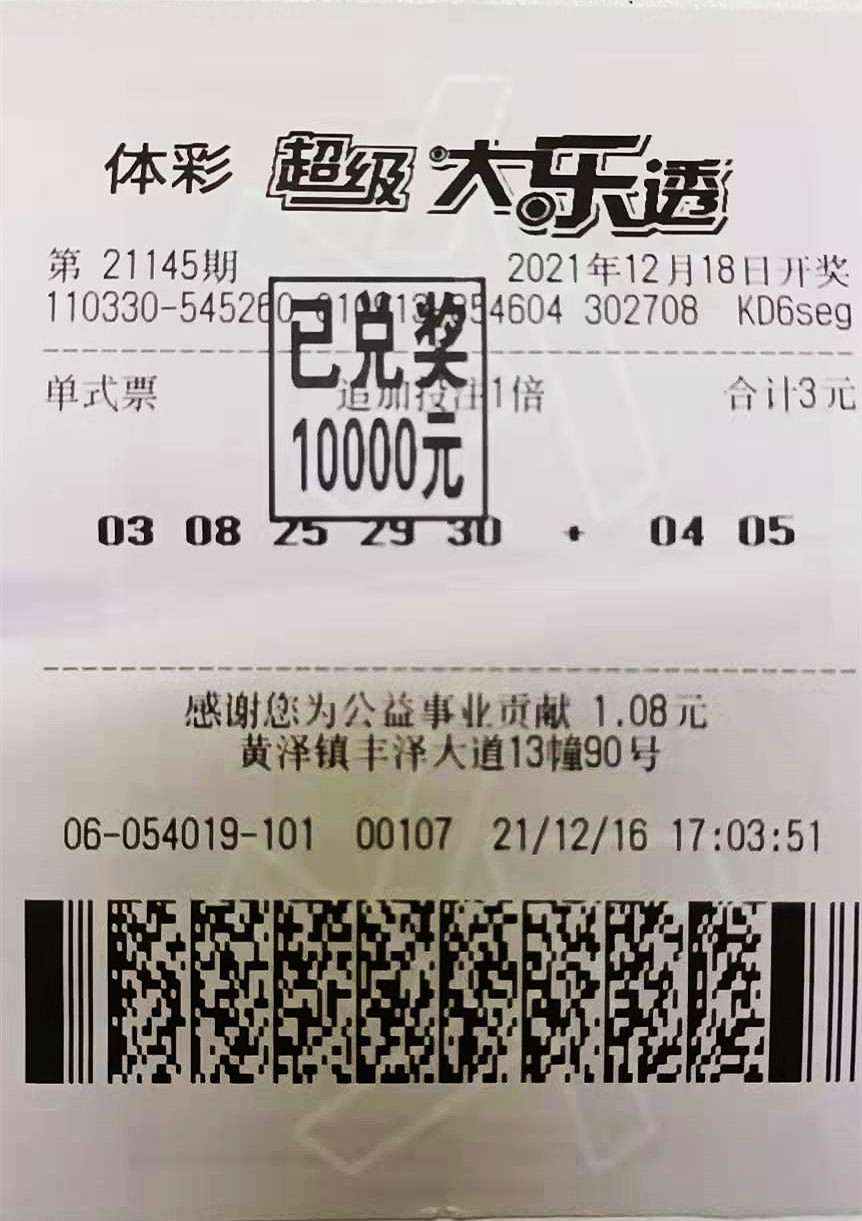 体彩 超级大乐透
第 21145期 2021年12月18日开奖
110330-545260 302708 KD6seg
已兑奖
单式票 追加投注1倍 合计3元
10000元
03 08 25 29 30 + 04 05
感谢您为公益事业贡献 1.08元
黄泽镇丰泽大道13幢90号
06-054019-101 00107 21/12/16 17:03:51